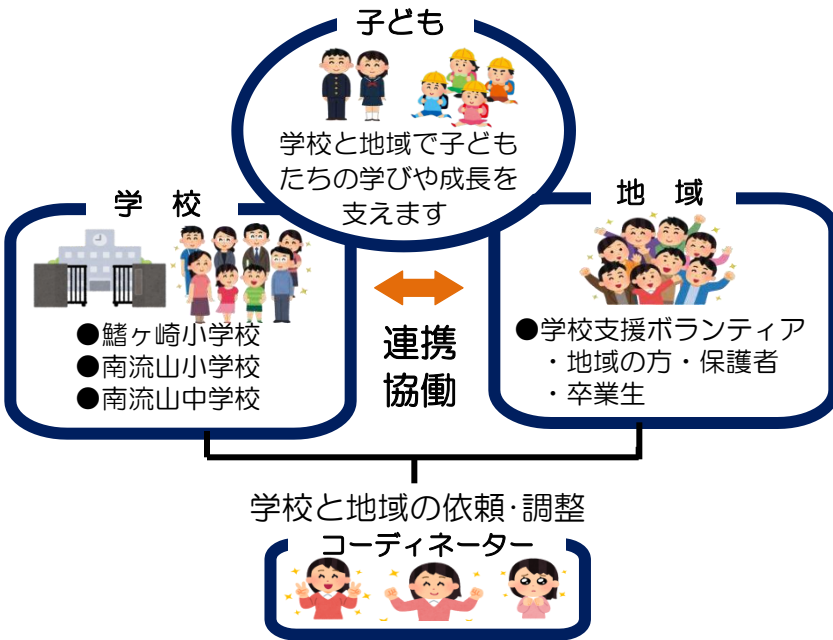 子ども
学校と地域で子ども
たちの学びや成長を
支えます
学　校
●鰭ヶ崎小学校
●南流山小学校
●南流山中学校
連携
協働
地　域
●学校支援ボランティア
・地域の方・保護者
・卒業生
学校と地域の依頼・調整
コーディネーター